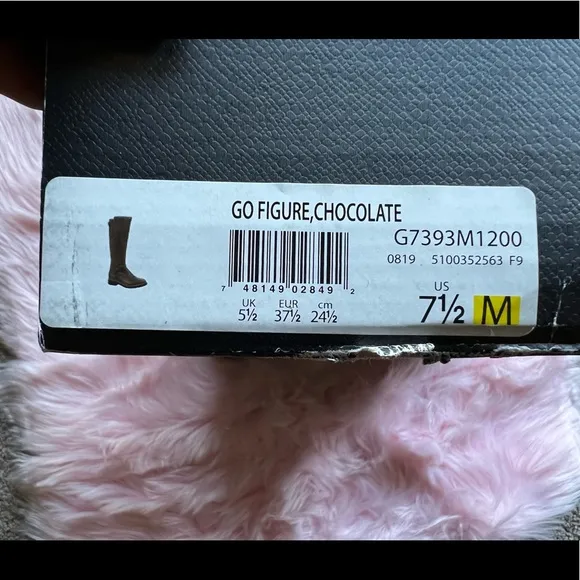 GO FIGURE,CHOCOLATE
G7393M1200
0819 5100352563 F9
7 48149 02849 2
UK EUR cm
5½ 37½ 24½
US
7½ M